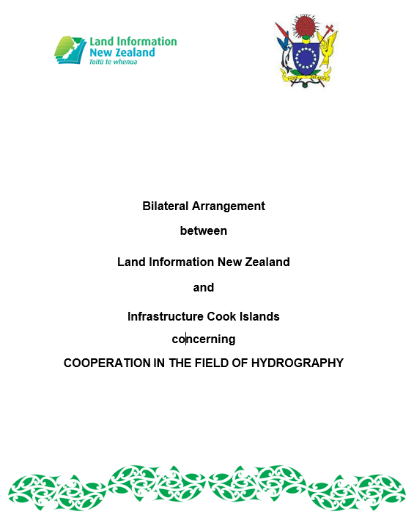 Land Information
New Zealand
Toitū te whenua
Bilateral Arrangement
between
Land Information New Zealand
and
Infrastructure Cook Islands
concerning
COOPERATION IN THE FIELD OF HYDROGRAPHY